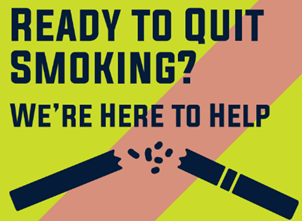 READY TO QUIT
SMOKING?
WE'RE HERE TO HELP